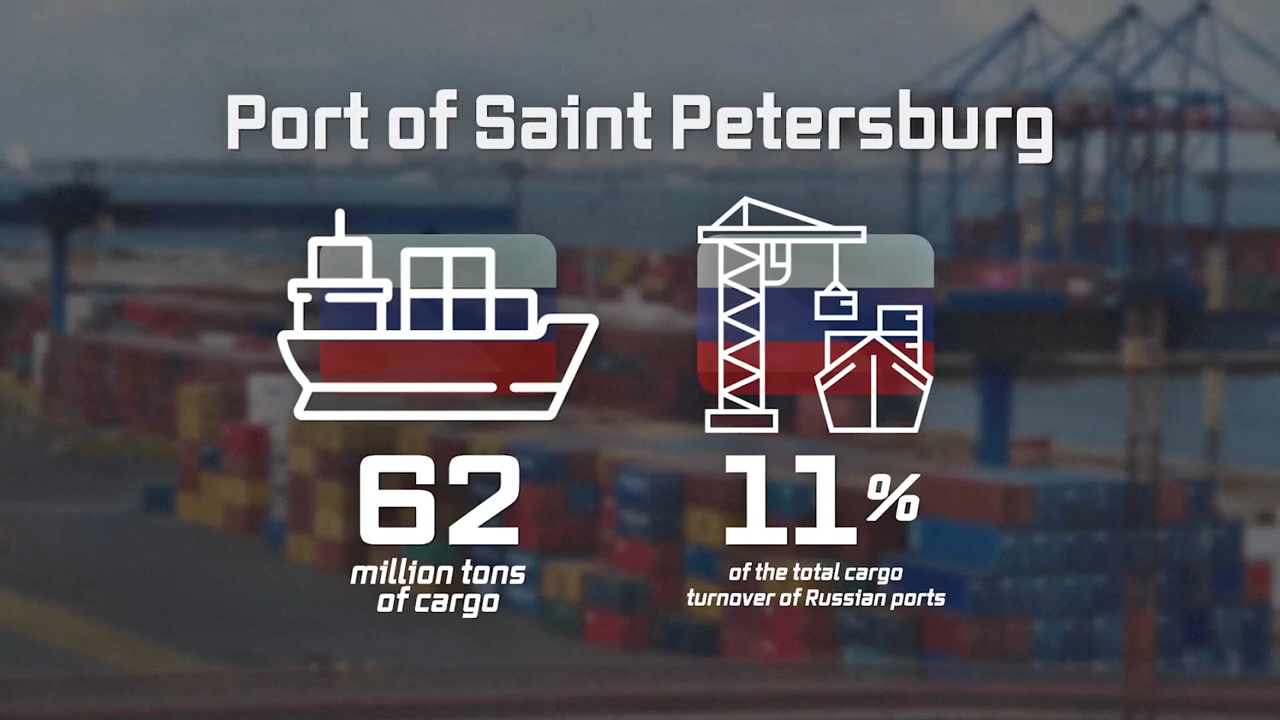 Port of Saint Petersburg
62
million tons
of cargo
11%
of the total cargo
turnover of Russian ports